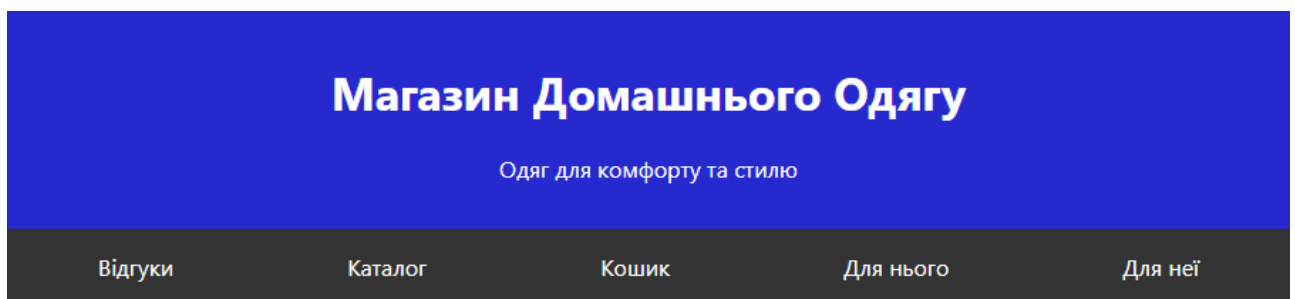 Магазин Домашнього Одягу
Одяг для комфорту та стилю
Відгуки Каталог Кошик Для нього Для неї